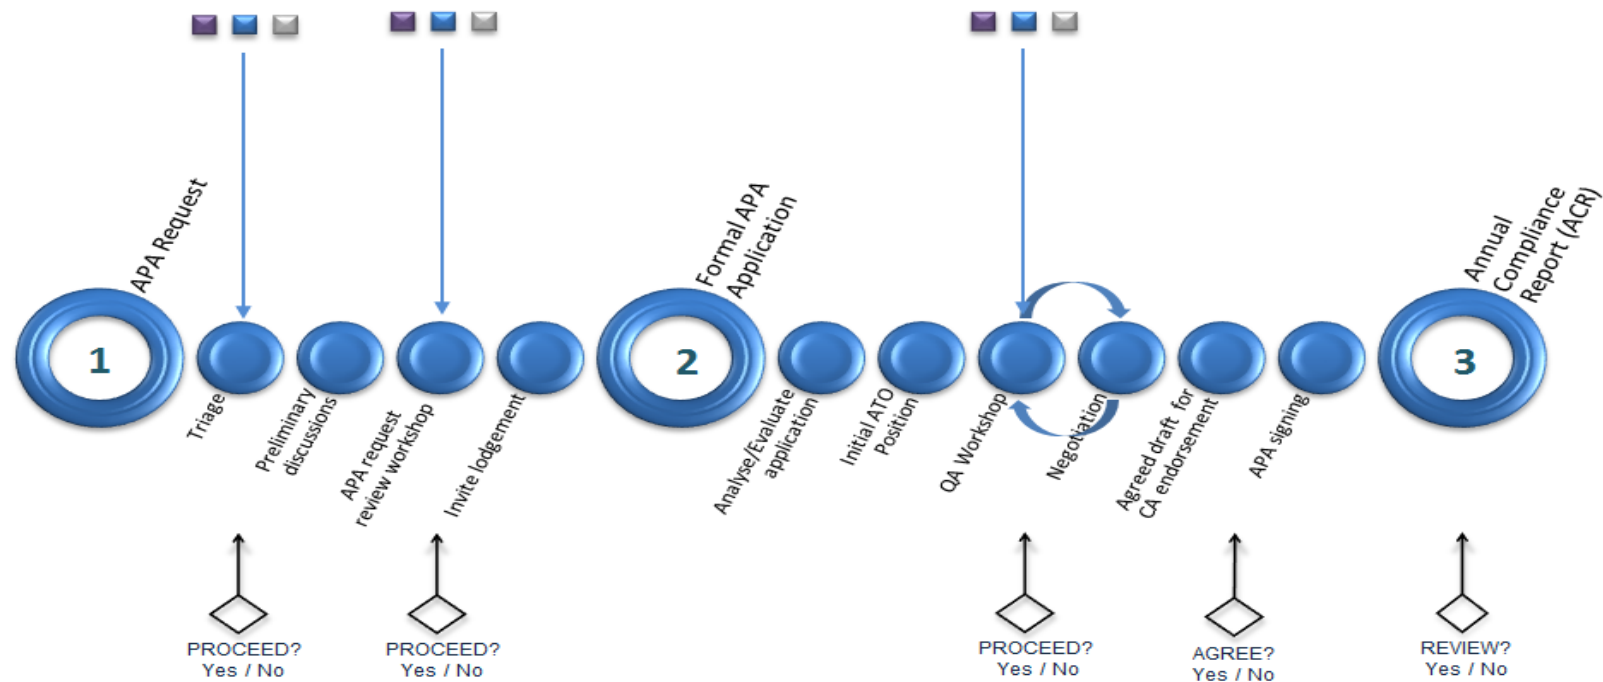 APA Request
1
Triage
Preliminary
discussions
APA request
review workshop
Invite lodgement
Formal APA
Application
2
Analyse/Evaluate
application
Initial ATO
Position
QA Workshop
Negotiation
Agreed draft for
CA endorsement
APA signing
Annual
Compliance
Report (ACR)
3
PROCEED?
Yes / No
PROCEED?
Yes / No
PROCEED?
Yes / No
AGREE?
Yes / No
REVIEW?
Yes / No